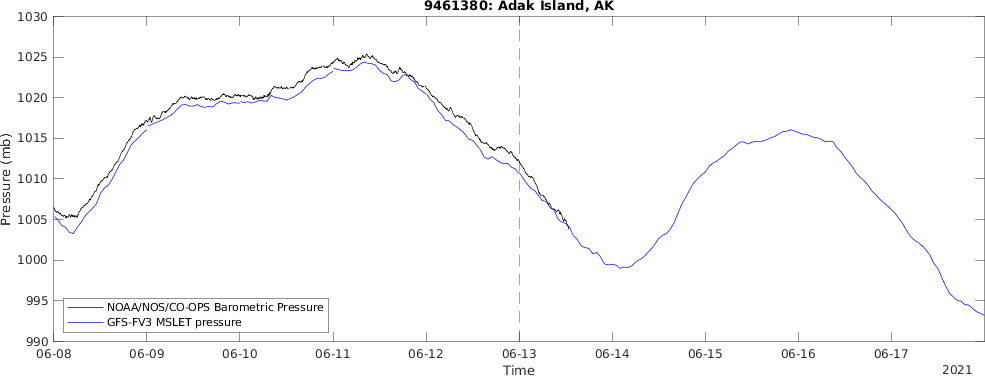 9461380: Adak Island, AK
1030
1025
1020
1015
1010
1005
1000
995
990
Pressure (mb)
NOAA/NOS/CO-OPS Barometric Pressure
GFS-FV3 MSLET pressure
06-08 06-09 06-10 06-11 06-12 06-13 06-14 06-15 06-16 06-17
Time
2021